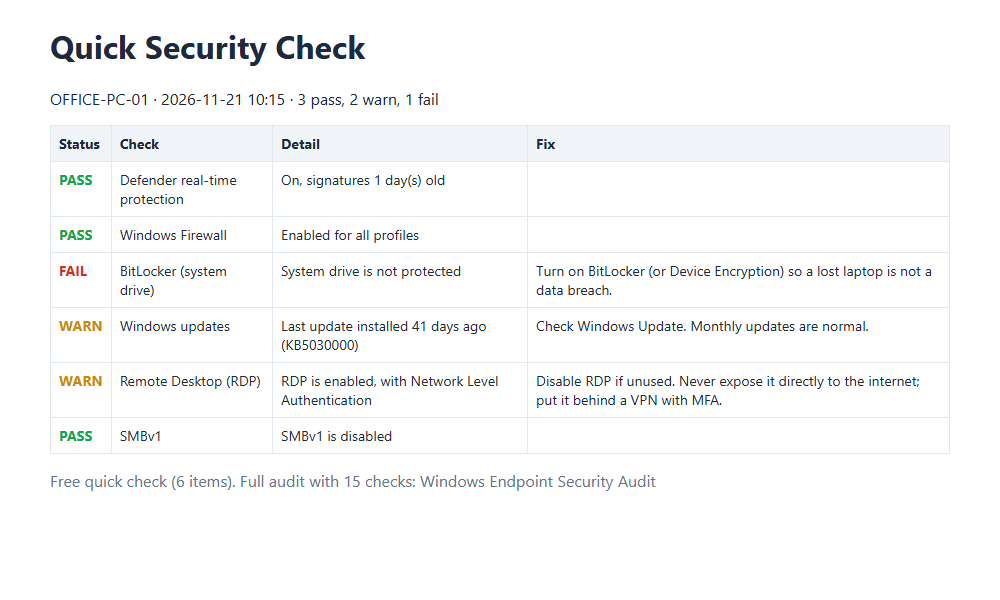 Quick Security Check
OFFICE-PC-01 · 2026-11-21 10:15 · 3 pass, 2 warn, 1 fail
Status Check Detail Fix
PASS Defender real-time On, signatures 1 day(s) old
protection
PASS Windows Firewall Enabled for all profiles
FAIL BitLocker (system System drive is not protected Turn on BitLocker (or Device Encryption) so a lost laptop is not a
drive) data breach.
WARN Windows updates Last update installed 41 days ago Check Windows Update. Monthly updates are normal.
(KB5030000)
WARN Remote Desktop (RDP) RDP is enabled, with Network Level Disable RDP if unused. Never expose it directly to the internet;
Authentication put it behind a VPN with MFA.
PASS SMBv1 SMBv1 is disabled
Free quick check (6 items). Full audit with 15 checks: Windows Endpoint Security Audit